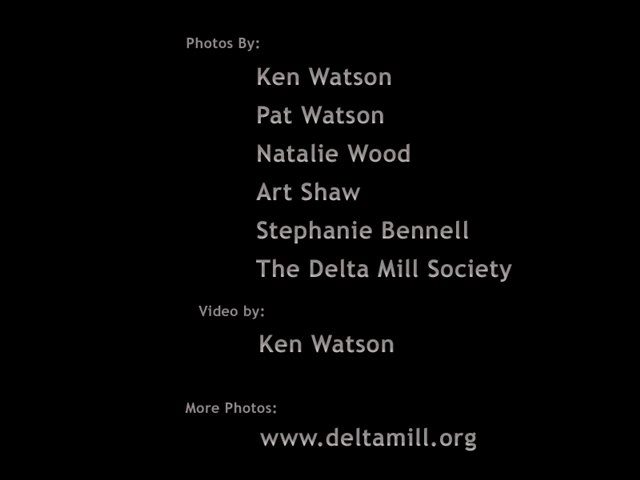 Photos By:
Ken Watson
Pat Watson
Natalie Wood
Art Shaw
Stephanie Bennell
The Delta Mill Society
Video by:
Ken Watson
More Photos:
www.deltamill.org